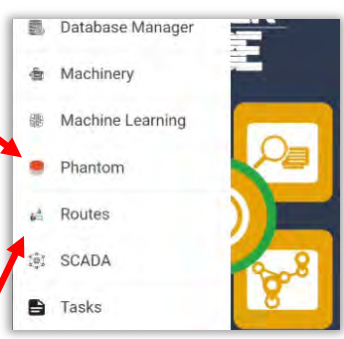 Database Manager
Machinery
Machine Learning
Phantom
Routes
SCADA
Tasks